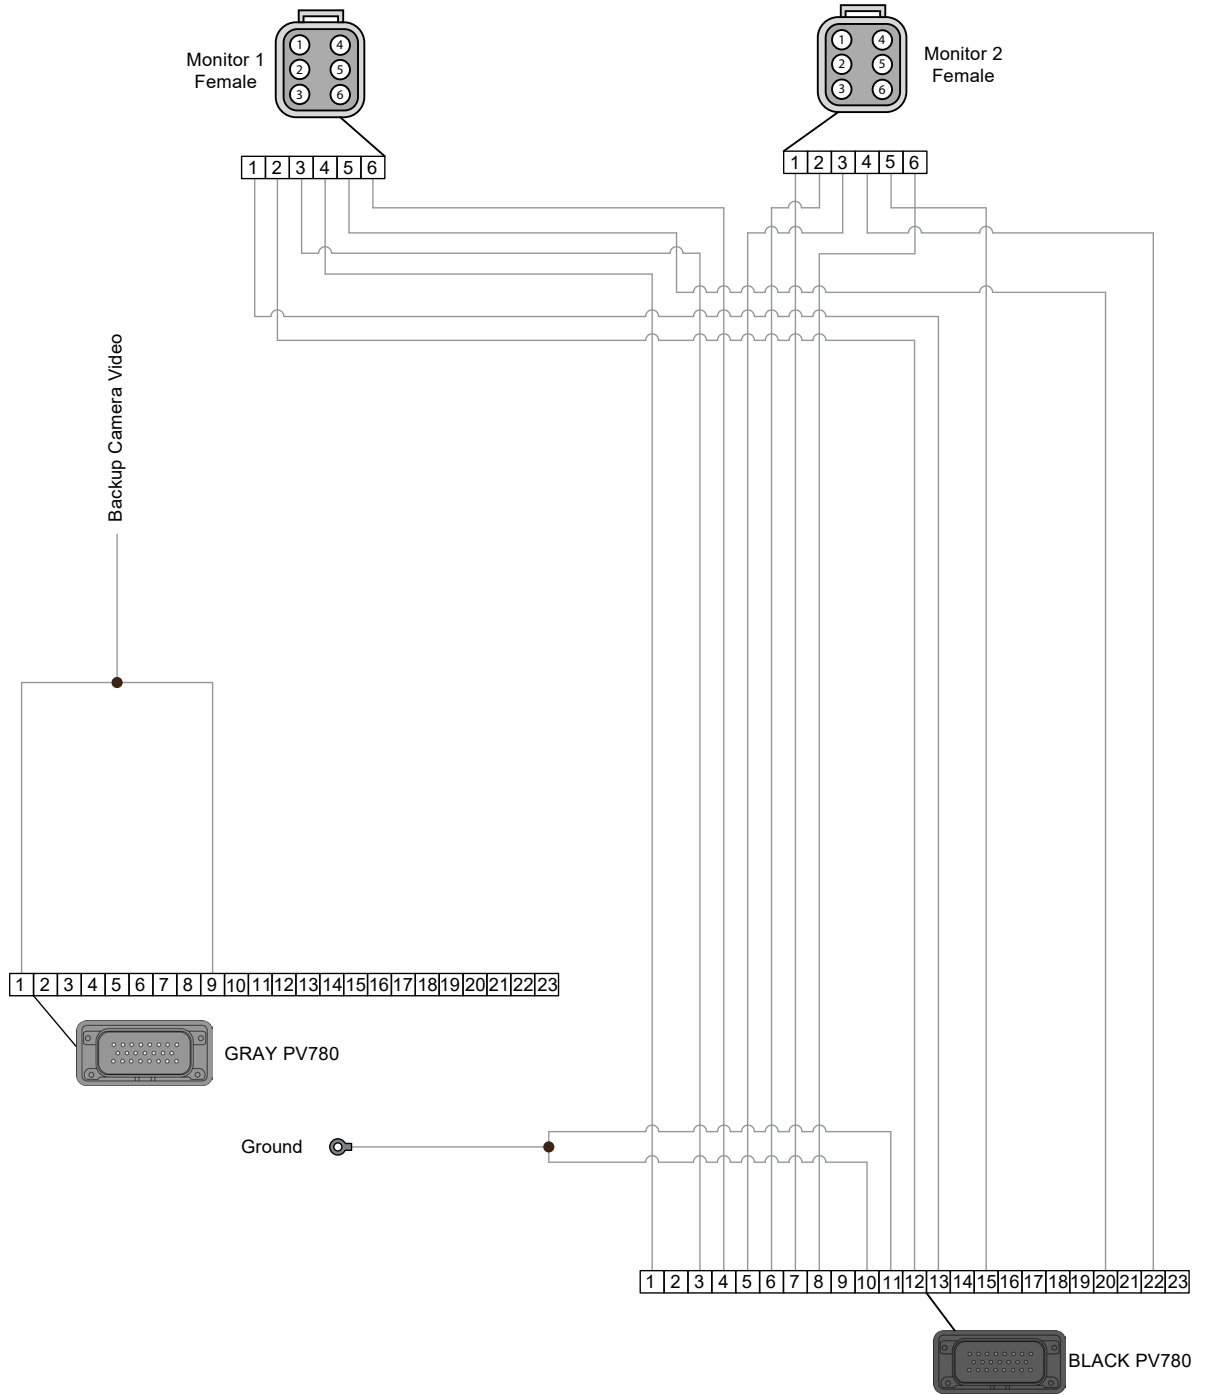 1 4
2 5
3 6
Monitor 1
Female
1 4
2 5
3 6
Monitor 2
Female
1 2 3 4 5 6
1 2 3 4 5 6
Backup Camera Video
1 2 3 4 5 6 7 8 9 10 11 12 13 14 15 16 17 18 19 20 21 22 23
GRAY PV780
Ground
1 2 3 4 5 6 7 8 9 10 11 12 13 14 15 16 17 18 19 20 21 22 23
BLACK PV780